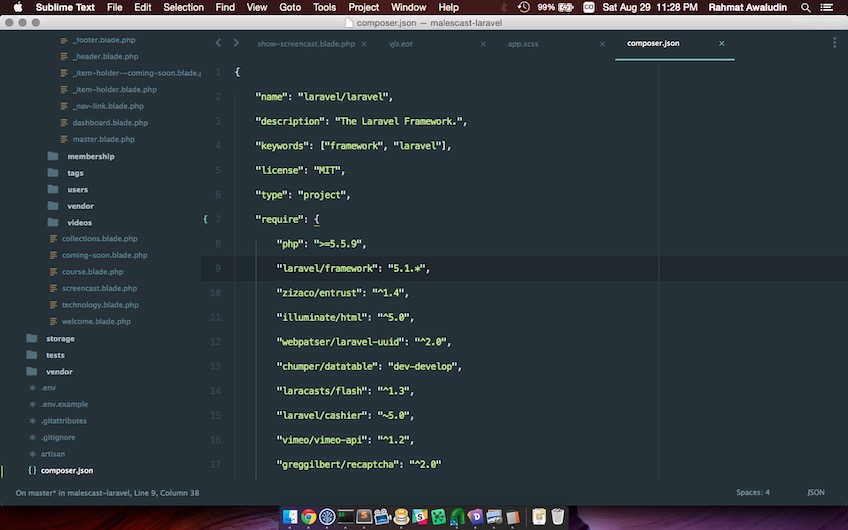 Sublime Text File Edit Selection Find View Goto Tools Project Window Help 99% Sat Aug 29 11:28 PM Rahmat Awaludin
composer.json — malescast-laravel
_footer.blade.php
_header.blade.php
_item-holder--coming-soon.blade.p
_item-holder.blade.php
_nav-link.blade.php
dashboard.blade.php
master.blade.php
membership
tags
users
vendor
videos
collections.blade.php
coming-soon.blade.php
course.blade.php
screencast.blade.php
technology.blade.php
welcome.blade.php
storage
tests
vendor
.env
.env.example
.gitattributes
.gitignore
artisan
{} composer.json
show-screencast.blade.php × vjs.eot × app.scss × composer.json ×
1 {
2 "name": "laravel/laravel",
3 "description": "The Laravel Framework.",
4 "keywords": ["framework", "laravel"],
5 "license": "MIT",
6 "type": "project",
{ 7 "require": {
8 "php": ">=5.5.9",
9 "laravel/framework": "5.1.*",
10 "zizaco/entrust": "^1.4",
11 "illuminate/html": "^5.0",
12 "webpatser/laravel-uuid": "^2.0",
13 "chumper/datatable": "dev-develop",
14 "laracasts/flash": "^1.3",
15 "laravel/cashier": "~5.0",
16 "vimeo/vimeo-api": "^1.2",
17 "greggilbert/recaptcha": "^2.0"
On master* in malescast-laravel, Line 9, Column 38 Spaces: 4 JSON